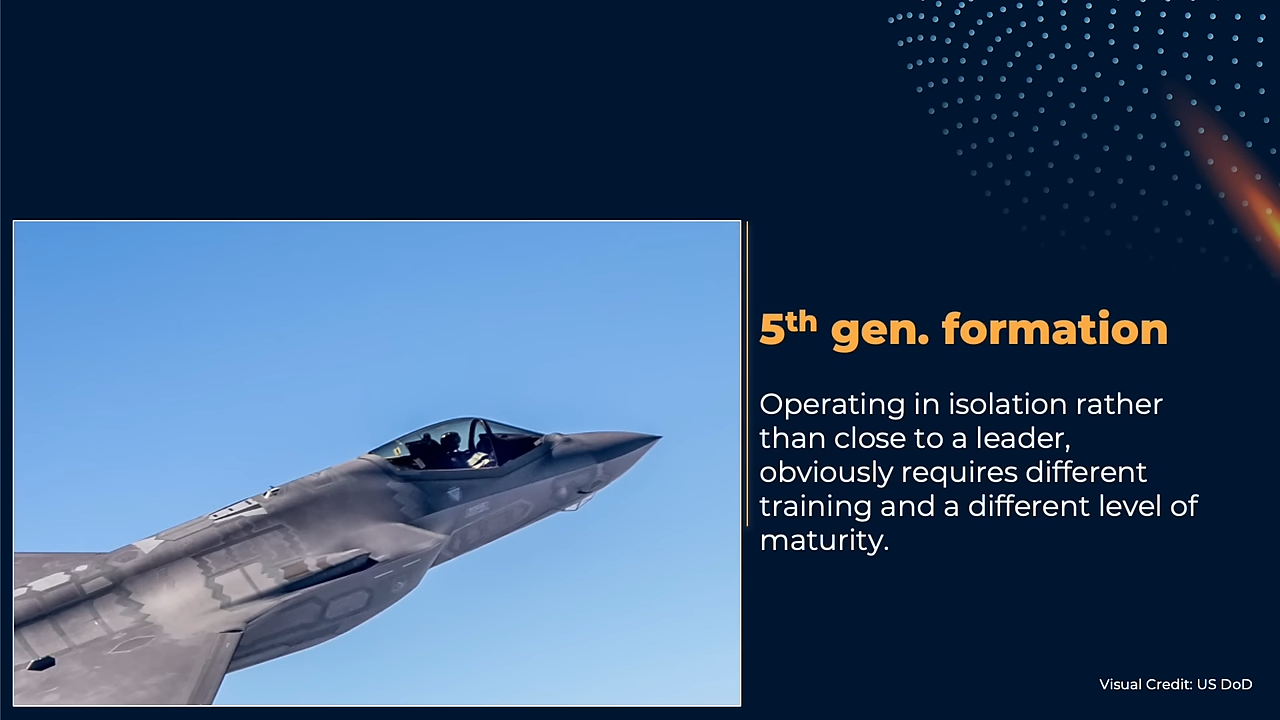 5th gen. formation
Operating in isolation rather
than close to a leader,
obviously requires different
training and a different level of
maturity.
Visual Credit: US DoD